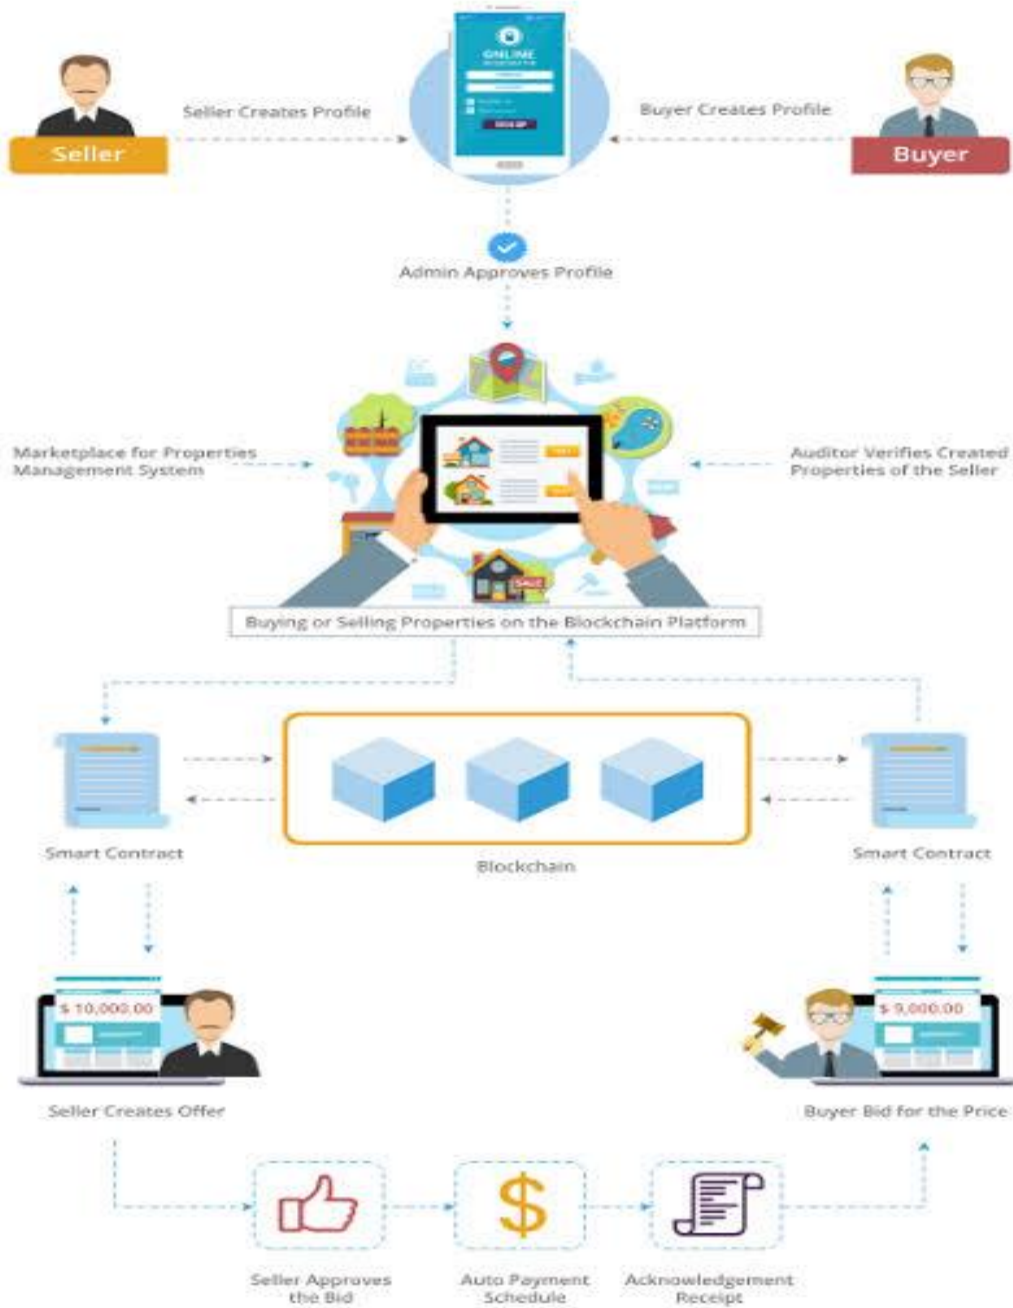 ONLINE
SIGN UP
Seller Creates Profile
Buyer Creates Profile
Seller
Buyer
Admin Approves Profile
Marketplace for Properties
Management System
Auditor Verifies Created
Properties of the Seller
SALE
Buying or Selling Properties on the Blockchain Platform
Smart Contract
Blockchain
Smart Contract
$ 10,000.00
$ 9,000.00
Seller Creates Offer
Buyer Bid for the Price
$
Seller Approves
the Bid
Auto Payment
Schedule
Acknowledgement
Receipt